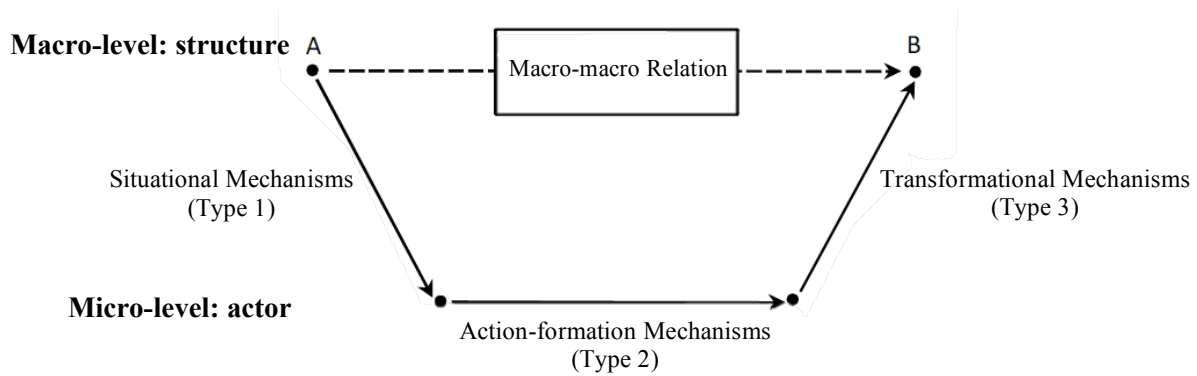 Macro-level: structure
A
B
Macro-macro Relation
Situational Mechanisms
(Type 1)
Transformational Mechanisms
(Type 3)
Micro-level: actor
Action-formation Mechanisms
(Type 2)